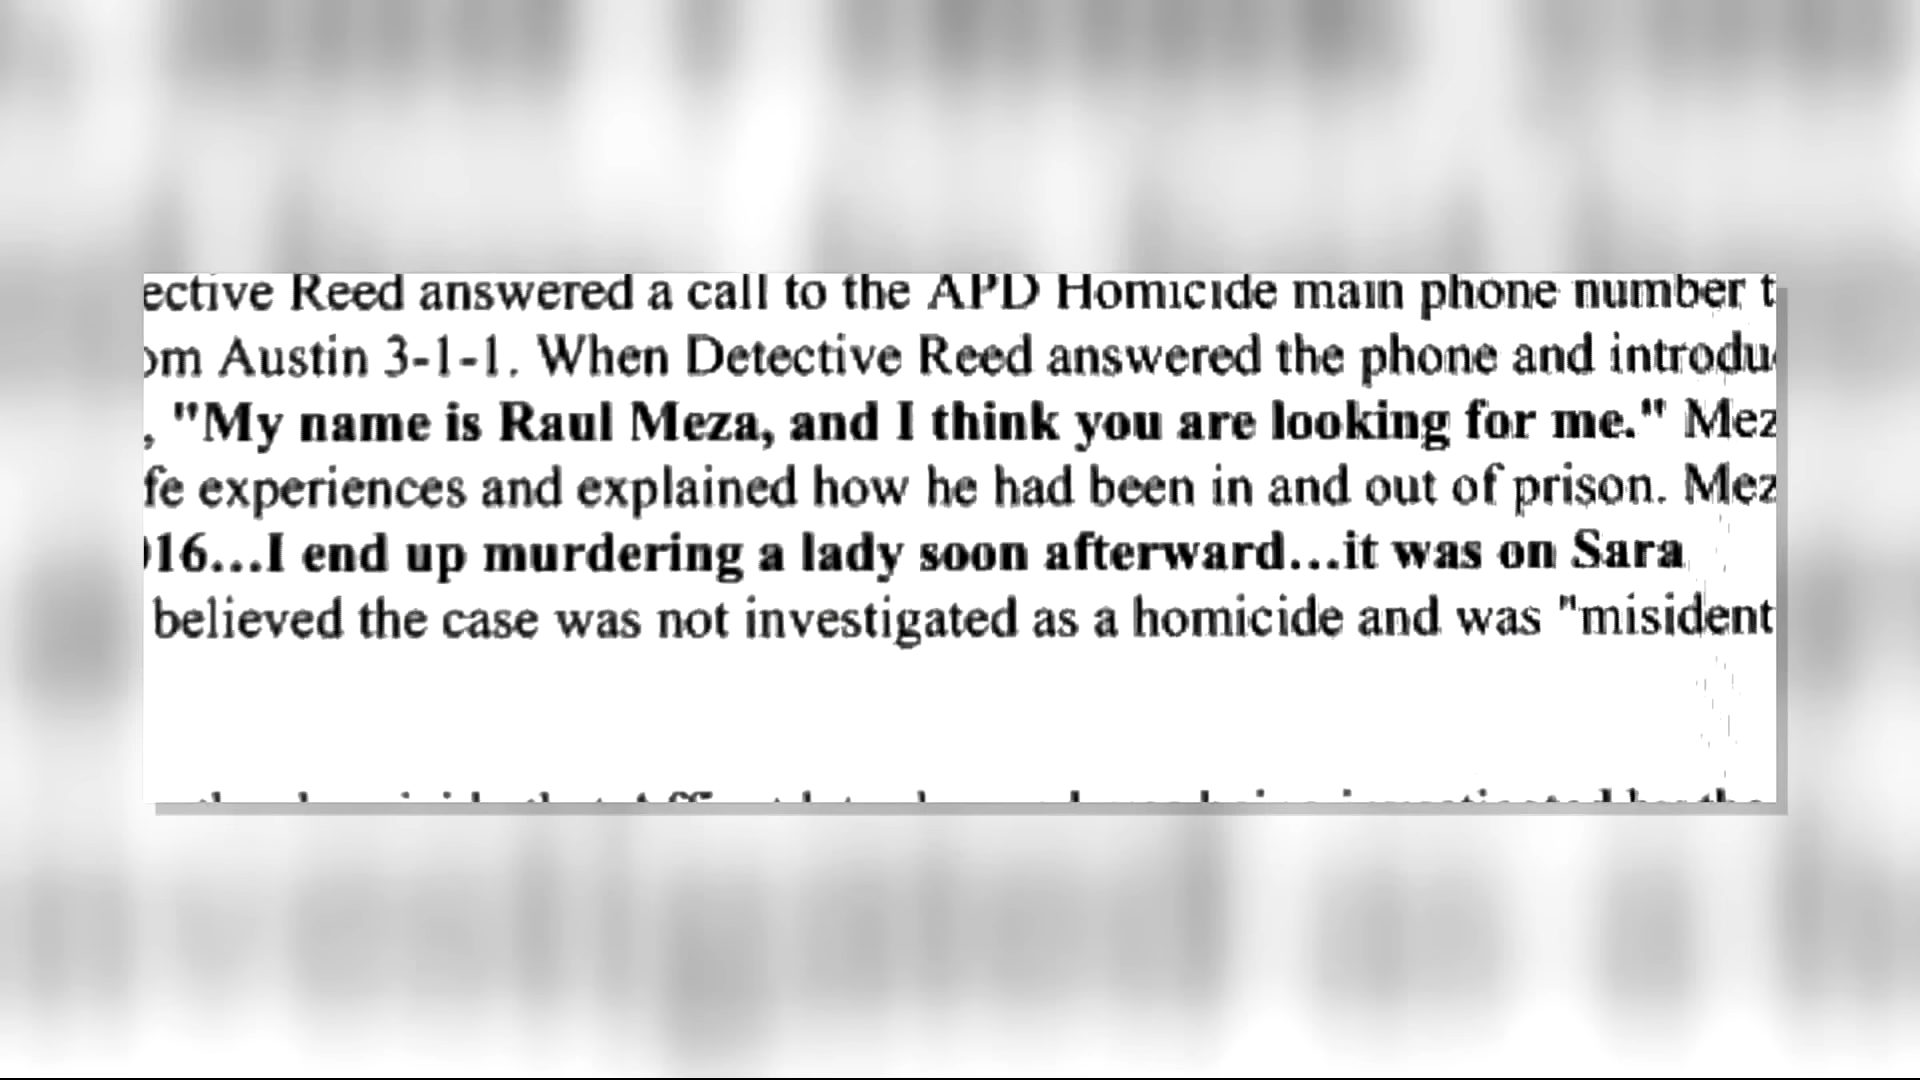 ective Reed answered a call to the APD Homicide main phone number t
om Austin 3-1-1. When Detective Reed answered the phone and introdu
, "My name is Raul Meza, and I think you are looking for me." Mez
fe experiences and explained how he had been in and out of prison. Mez
16...I end up murdering a lady soon afterward...it was on Sara
believed the case was not investigated as a homicide and was "misident